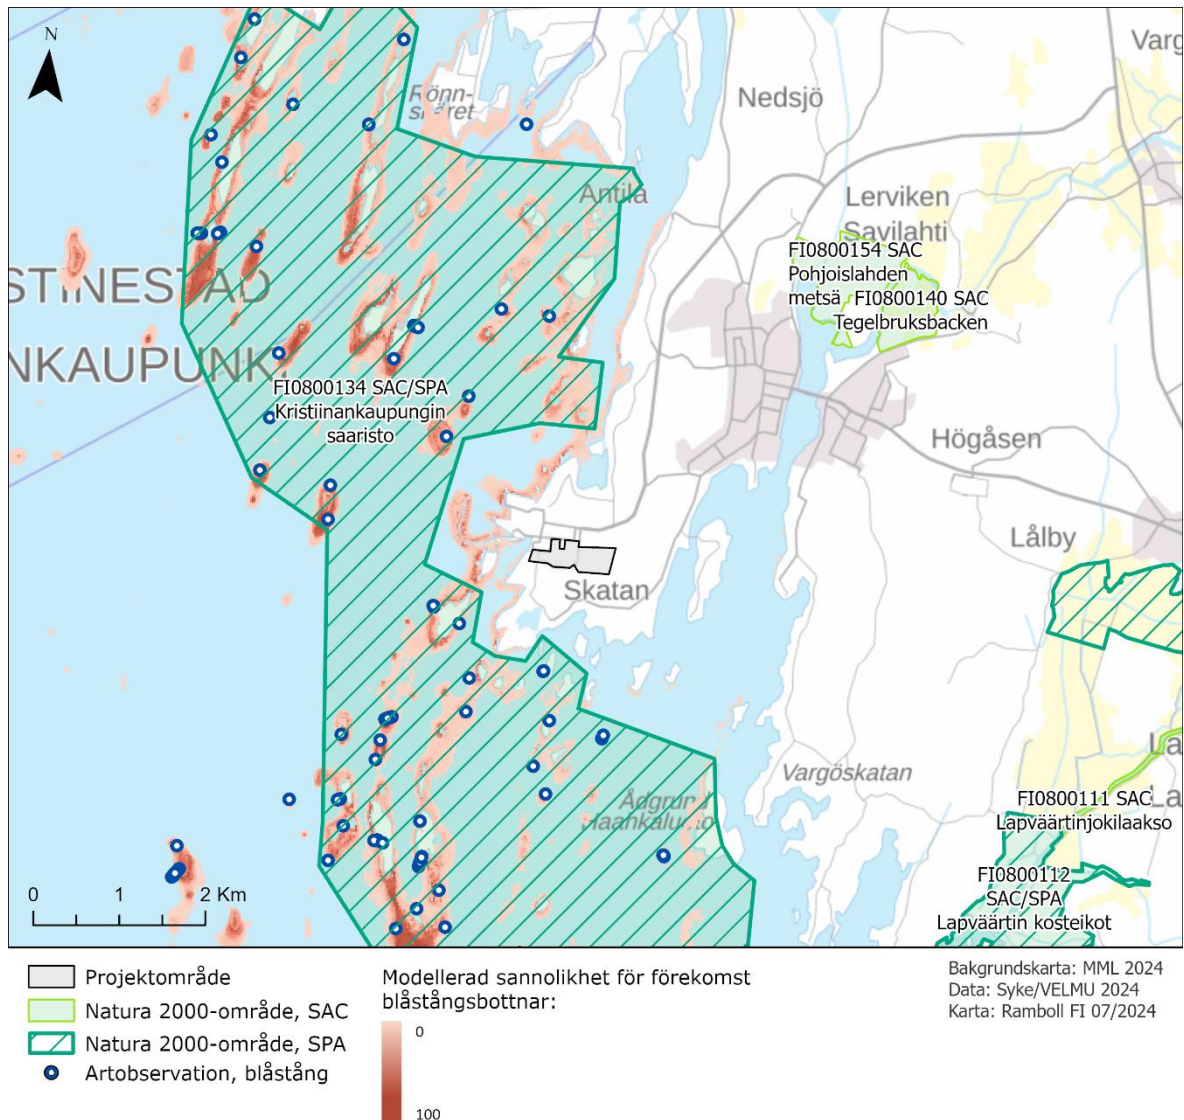 N
Varg
Rönn-
skäret
Nedsjö
Antila
Lerviken
Savilahti
FI0800154 SAC
Pohjoislahden
metsä FI0800140 SAC
Tegelbruksbacken
STINESTAD
NKAUPUNKI
FI0800134 SAC/SPA
Kristiinankaupungin
saaristo
Högåsen
Lålby
Skatan
La
Vargöskatan
Ådgrund
Haankaluoto
FI0800111 SAC
La
Lapväärtinjokilaakso
FI0800112
SAC/SPA
Lapväärtin kosteikot
0 1 2 Km
Projektområde
Natura 2000-område, SAC
Natura 2000-område, SPA
Artobservation, blåstång
Modellerad sannolikhet för förekomst
blåstångsbottnar:
0
100
Bakgrundskarta: MML 2024
Data: Syke/VELMU 2024
Karta: Ramboll FI 07/2024